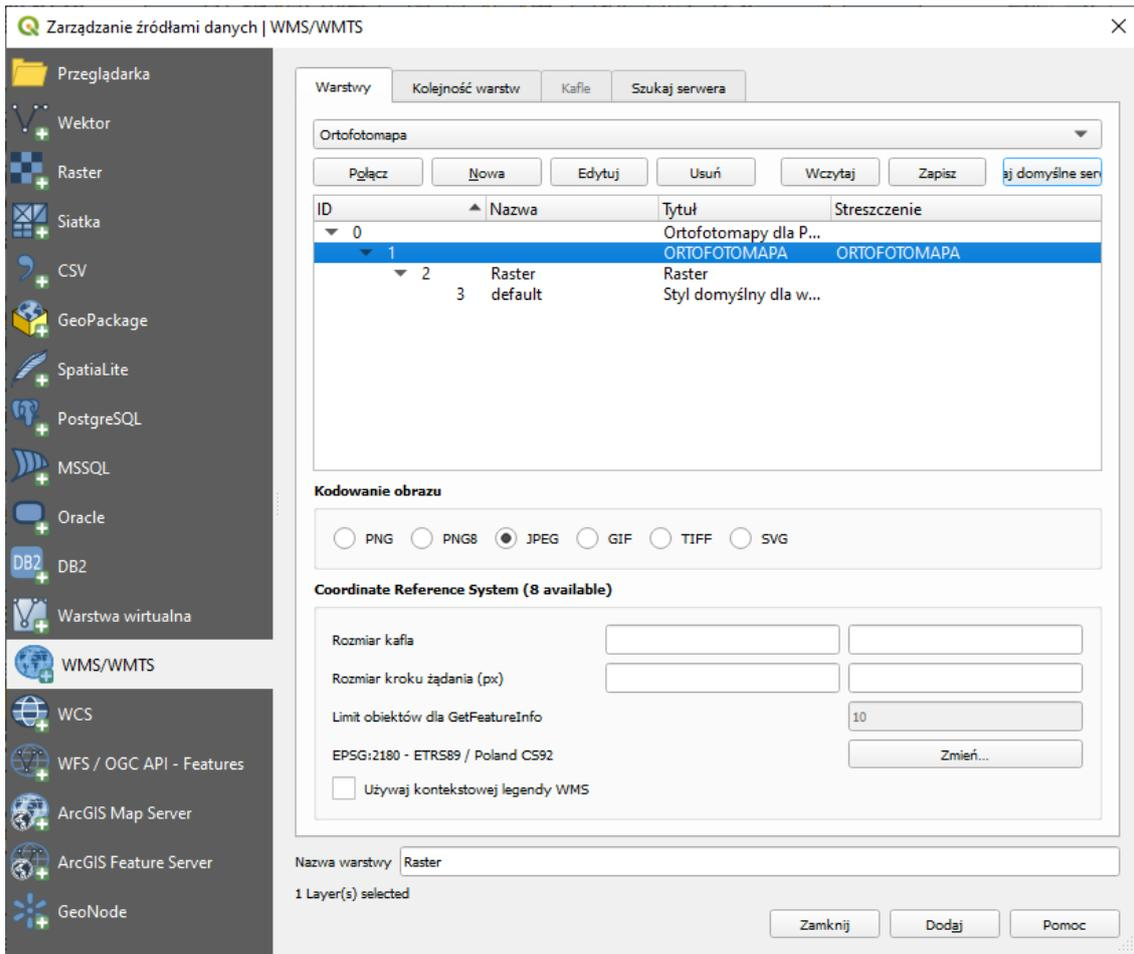 Zarządzanie źródłami danych | WMS/WMTS
Przeglądarka
Wektor
Raster
Siatka
CSV
GeoPackage
SpatiaLite
PostgreSQL
MSSQL
Oracle
DB2 DB2
Warstwa wirtualna
WMS/WMTS
WCS
WFS / OGC API - Features
ArcGIS Map Server
ArcGIS Feature Server
GeoNode
Warstwy Kolejność warstw Kafle Szukaj serwera
Ortofotomapa
Połącz Nowa Edytuj Usuń Wczytaj Zapisz aj domyślne ser
ID Nazwa Tytuł Streszczenie
0 Ortofotomapy dla P...
1 ORTOFOTOMAPA ORTOFOTOMAPA
2 Raster Raster
3 default Styl domyślny dla w...
Kodowanie obrazu
PNG PNG8 JPEG GIF TIFF SVG
Coordinate Reference System (8 available)
Rozmiar kafla
Rozmiar kroku żądania (px)
Limit obiektów dla GetFeatureInfo 10
EPSG:2180 - ETRS89 / Poland CS92 Zmień...
Używaj kontekstowej legendy WMS
Nazwa warstwy Raster
1 Layer(s) selected
Zamknij Dodaj Pomoc